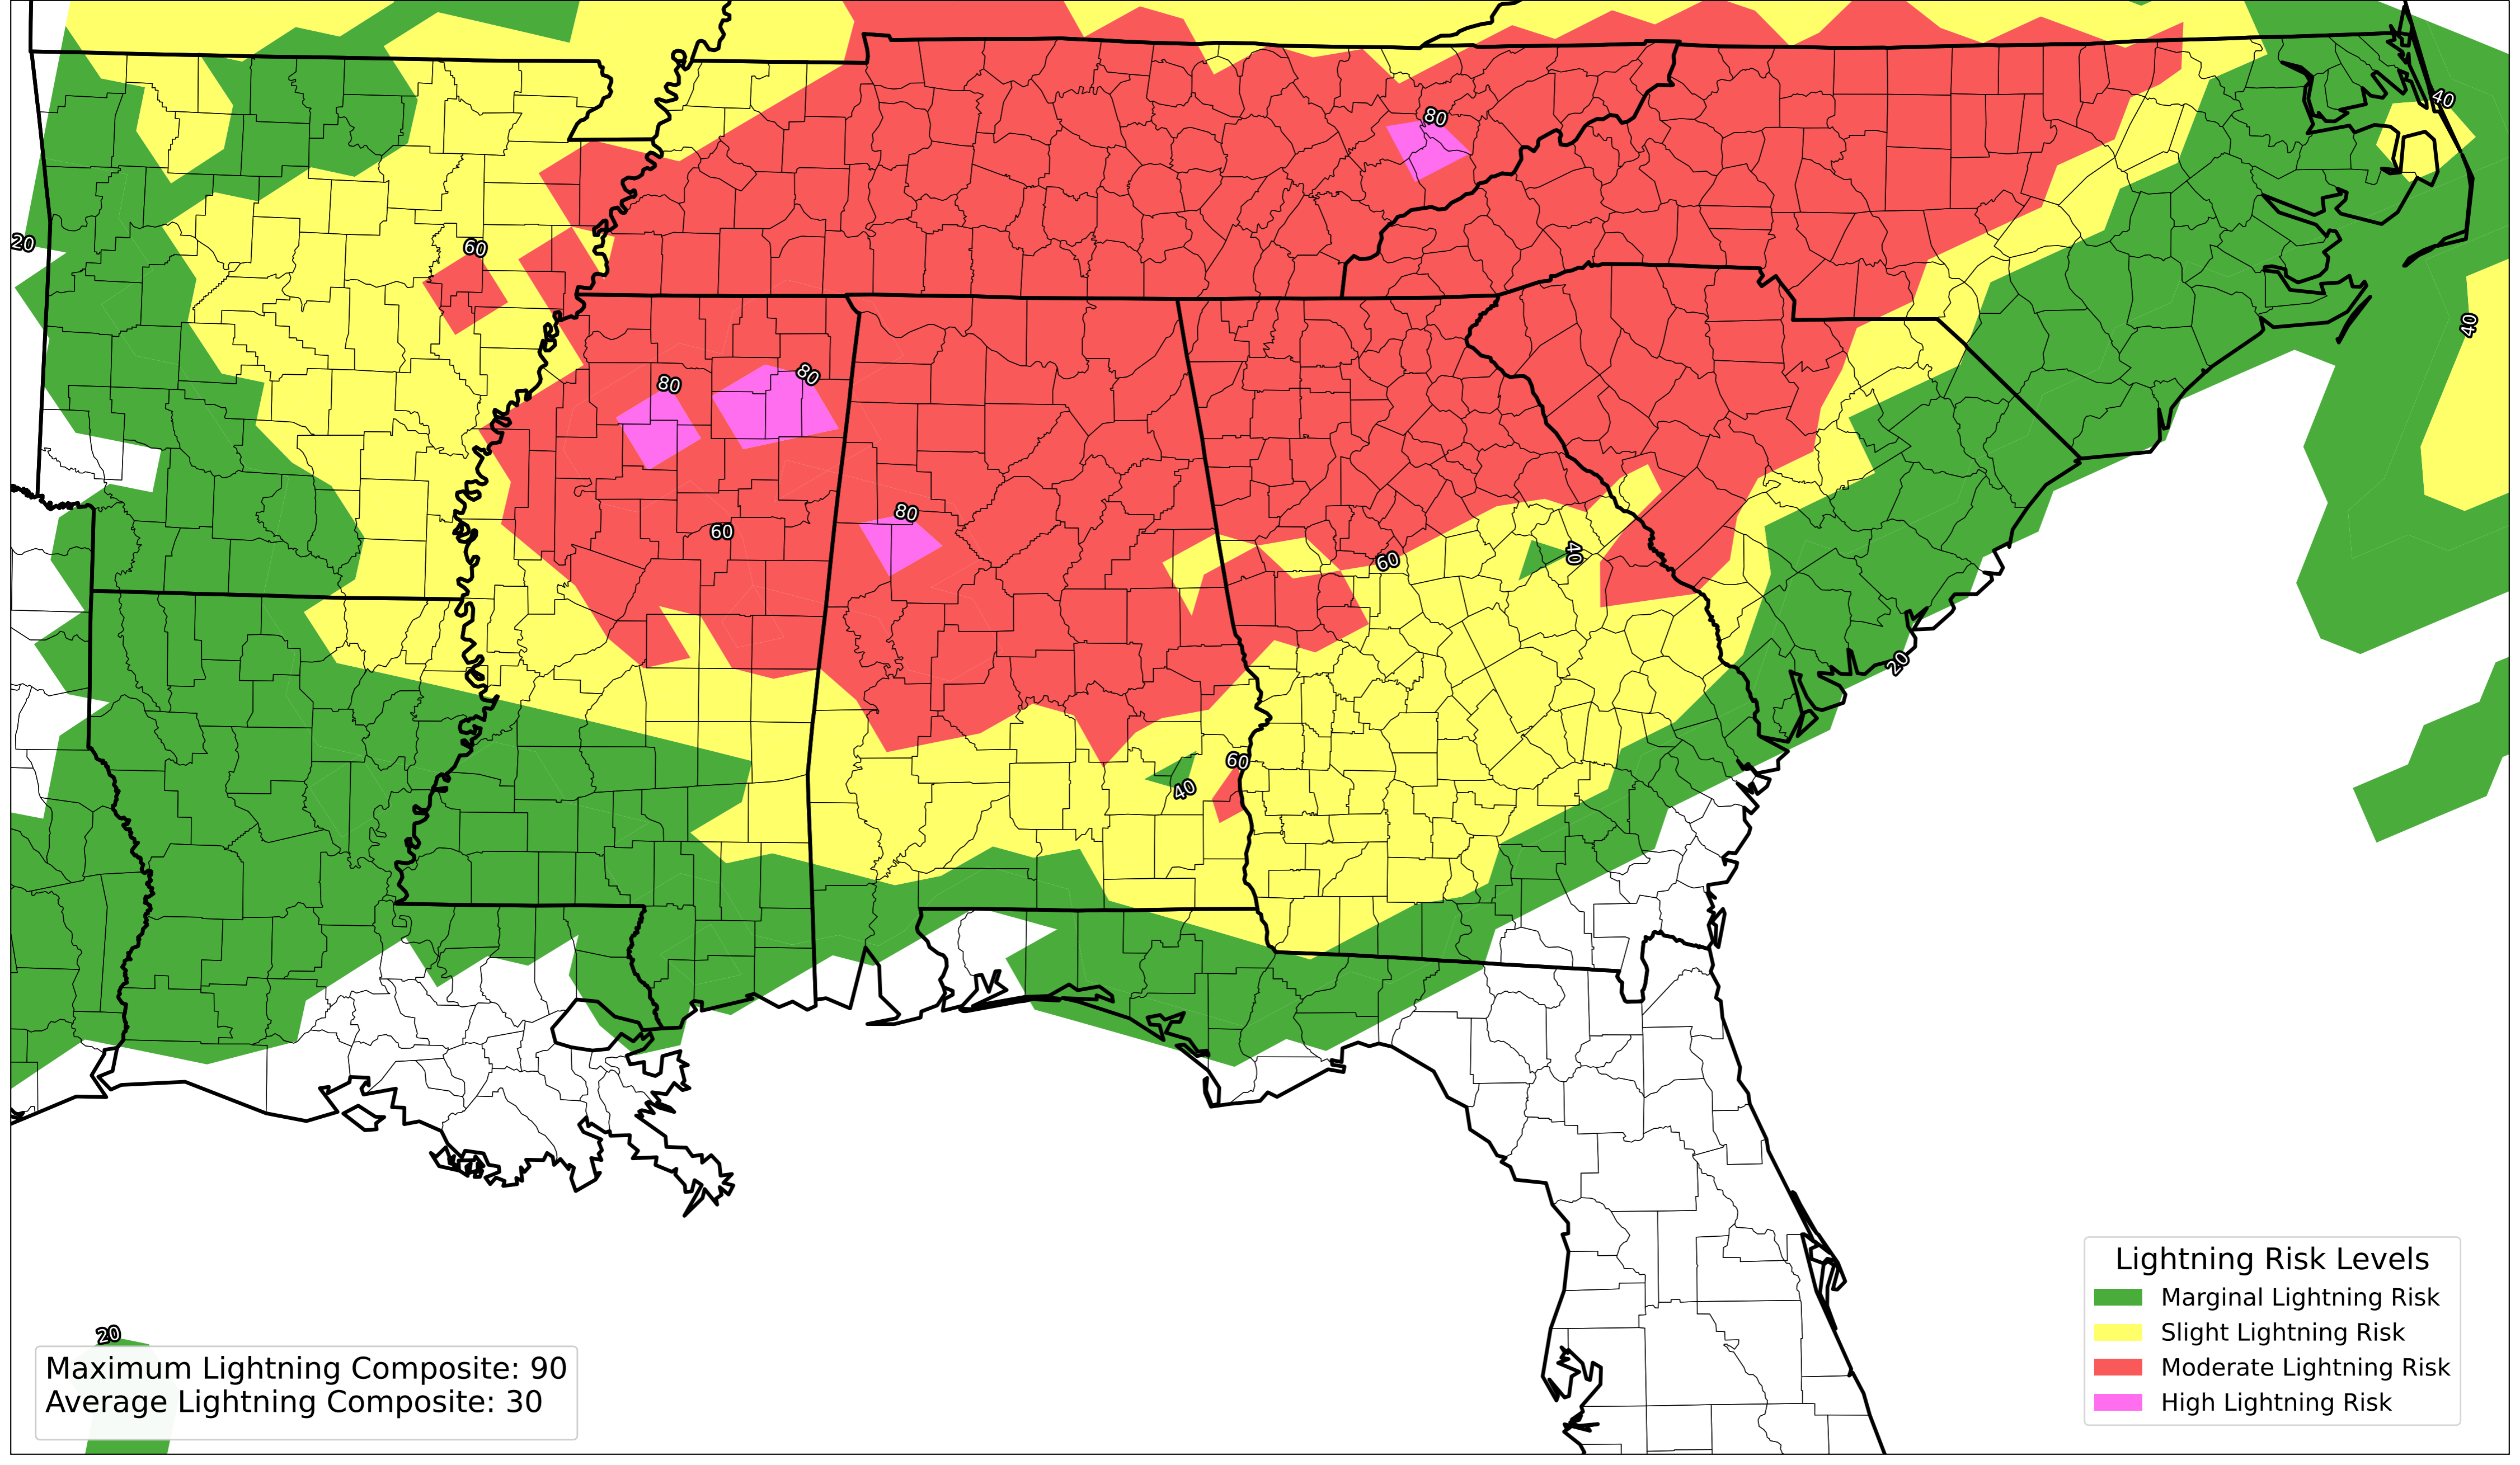 80
40
20
60
40
80
80
80
60
40
60
20
60
40
Lightning Risk Levels
Marginal Lightning Risk
Slight Lightning Risk
Moderate Lightning Risk
High Lightning Risk
20
Maximum Lightning Composite: 90
Average Lightning Composite: 30